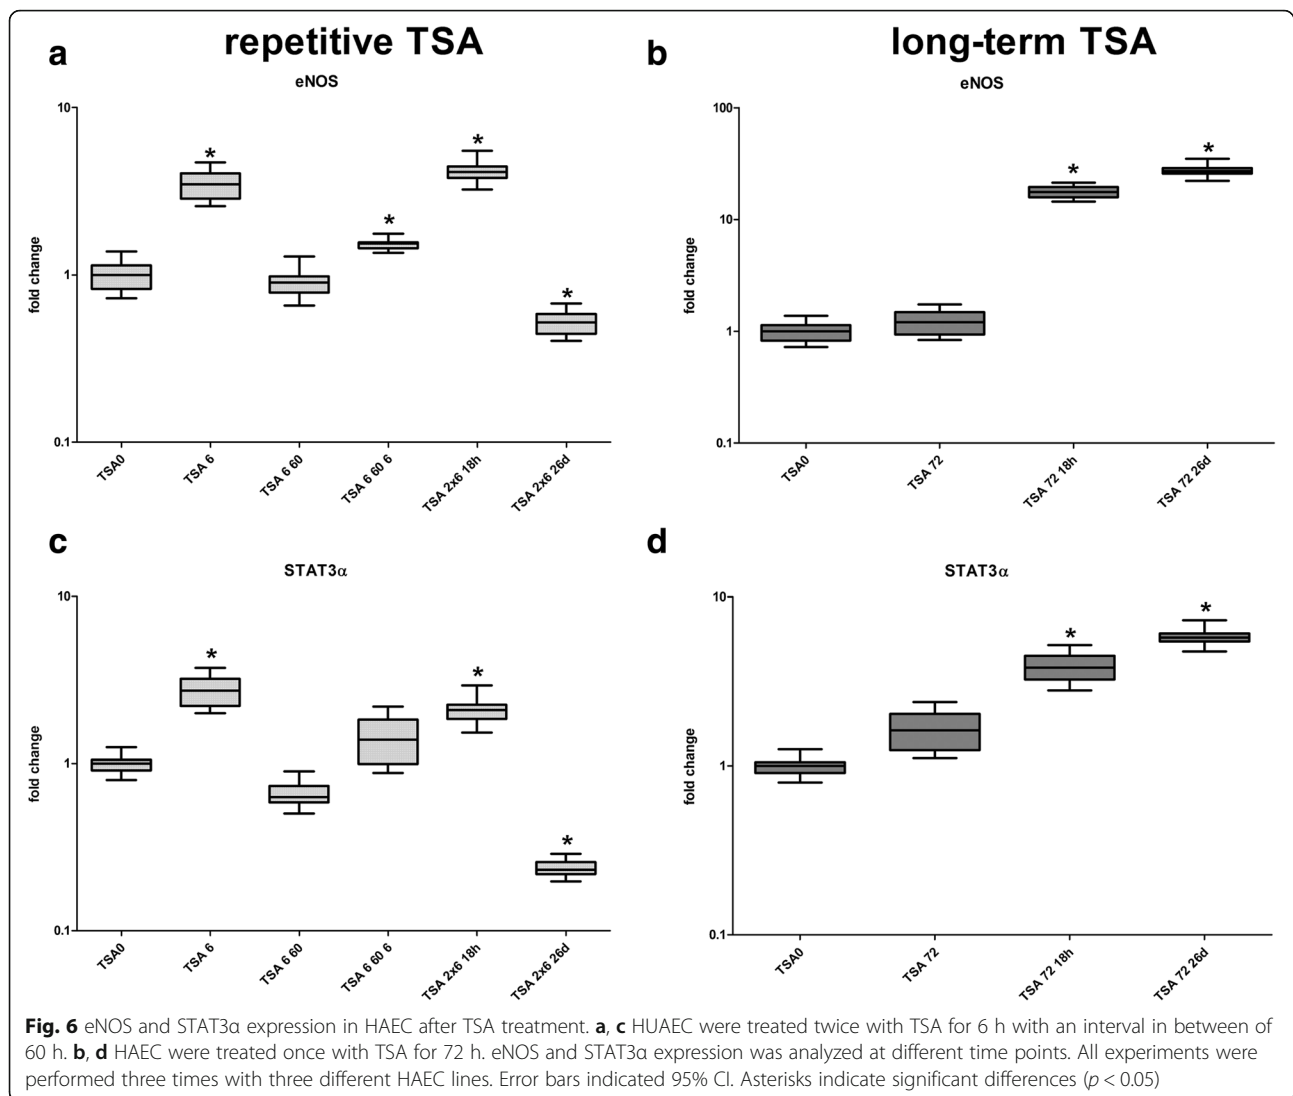 a repetitive TSA
eNOS
10
1
0.1
fold change
*
*
*
*
TSA0
TSA 6
TSA 6 60
TSA 6 60 6
TSA 2x6 18h
TSA 2x6 26d
b long-term TSA
eNOS
100
10
1
0.1
fold change
*
*
TSA0
TSA 72
TSA 72 18h
TSA 72 26d
c
STAT3α
10
1
0.1
fold change
*
*
*
TSA0
TSA 6
TSA 6 60
TSA 6 60 6
TSA 2x6 18h
TSA 2x6 26d
d
STAT3α
10
1
0.1
fold change
*
*
TSA0
TSA 72
TSA 72 18h
TSA 72 26d
Fig. 6 eNOS and STAT3α expression in HAEC after TSA treatment. a, c HUAEC were treated twice with TSA for 6 h with an interval in between of
60 h. b, d HAEC were treated once with TSA for 72 h. eNOS and STAT3α expression was analyzed at different time points. All experiments were
performed three times with three different HAEC lines. Error bars indicated 95% CI. Asterisks indicate significant differences (p < 0.05)